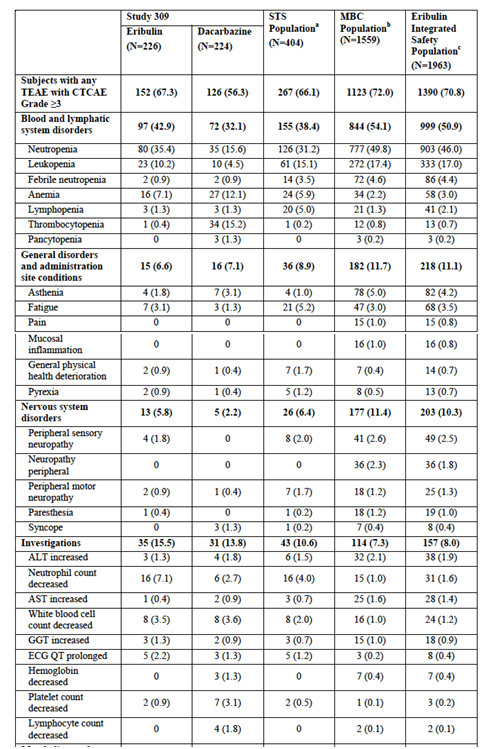 Study 309 STS Population^a (N=404) MBC Population^b (N=1559) Eribulin Integrated Safety Population^c (N=1963)
Eribulin (N=226) Dacarbazine (N=224)
Subjects with any TEAE with CTCAE Grade ≥3 152 (67.3) 126 (56.3) 267 (66.1) 1123 (72.0) 1390 (70.8)
Blood and lymphatic system disorders 97 (42.9) 72 (32.1) 155 (38.4) 844 (54.1) 999 (50.9)
Neutropenia 80 (35.4) 35 (15.6) 126 (31.2) 777 (49.8) 903 (46.0)
Leukopenia 23 (10.2) 10 (4.5) 61 (15.1) 272 (17.4) 333 (17.0)
Febrile neutropenia 2 (0.9) 2 (0.9) 14 (3.5) 72 (4.6) 86 (4.4)
Anemia 16 (7.1) 27 (12.1) 24 (5.9) 34 (2.2) 58 (3.0)
Lymphopenia 3 (1.3) 3 (1.3) 20 (5.0) 21 (1.3) 41 (2.1)
Thrombocytopenia 1 (0.4) 34 (15.2) 1 (0.2) 12 (0.8) 13 (0.7)
Pancytopenia 0 3 (1.3) 0 3 (0.2) 3 (0.2)
General disorders and administration site conditions 15 (6.6) 16 (7.1) 36 (8.9) 182 (11.7) 218 (11.1)
Asthenia 4 (1.8) 7 (3.1) 4 (1.0) 78 (5.0) 82 (4.2)
Fatigue 7 (3.1) 3 (1.3) 21 (5.2) 47 (3.0) 68 (3.5)
Pain 0 0 0 15 (1.0) 15 (0.8)
Mucosal inflammation 0 0 0 16 (1.0) 16 (0.8)
General physical health deterioration 2 (0.9) 1 (0.4) 7 (1.7) 7 (0.4) 14 (0.7)
Pyrexia 2 (0.9) 1 (0.4) 5 (1.2) 8 (0.5) 13 (0.7)
Nervous system disorders 13 (5.8) 5 (2.2) 26 (6.4) 177 (11.4) 203 (10.3)
Peripheral sensory neuropathy 4 (1.8) 0 8 (2.0) 41 (2.6) 49 (2.5)
Neuropathy peripheral 0 0 0 36 (2.3) 36 (1.8)
Peripheral motor neuropathy 2 (0.9) 1 (0.4) 7 (1.7) 18 (1.2) 25 (1.3)
Paresthesia 1 (0.4) 0 1 (0.2) 18 (1.2) 19 (1.0)
Syncope 0 3 (1.3) 1 (0.2) 7 (0.4) 8 (0.4)
Investigations 35 (15.5) 31 (13.8) 43 (10.6) 114 (7.3) 157 (8.0)
ALT increased 3 (1.3) 4 (1.8) 6 (1.5) 32 (2.1) 38 (1.9)
Neutrophil count decreased 16 (7.1) 6 (2.7) 16 (4.0) 15 (1.0) 31 (1.6)
AST increased 1 (0.4) 2 (0.9) 3 (0.7) 25 (1.6) 28 (1.4)
White blood cell count decreased 8 (3.5) 8 (3.6) 8 (2.0) 16 (1.0) 24 (1.2)
GGT increased 3 (1.3) 2 (0.9) 3 (0.7) 15 (1.0) 18 (0.9)
ECG QT prolonged 5 (2.2) 3 (1.3) 5 (1.2) 3 (0.2) 8 (0.4)
Hemoglobin decreased 0 3 (1.3) 0 7 (0.4) 7 (0.4)
Platelet count decreased 2 (0.9) 7 (3.1) 2 (0.5) 1 (0.1) 3 (0.2)
Lymphocyte count decreased 0 4 (1.8) 0 2 (0.1) 2 (0.1)